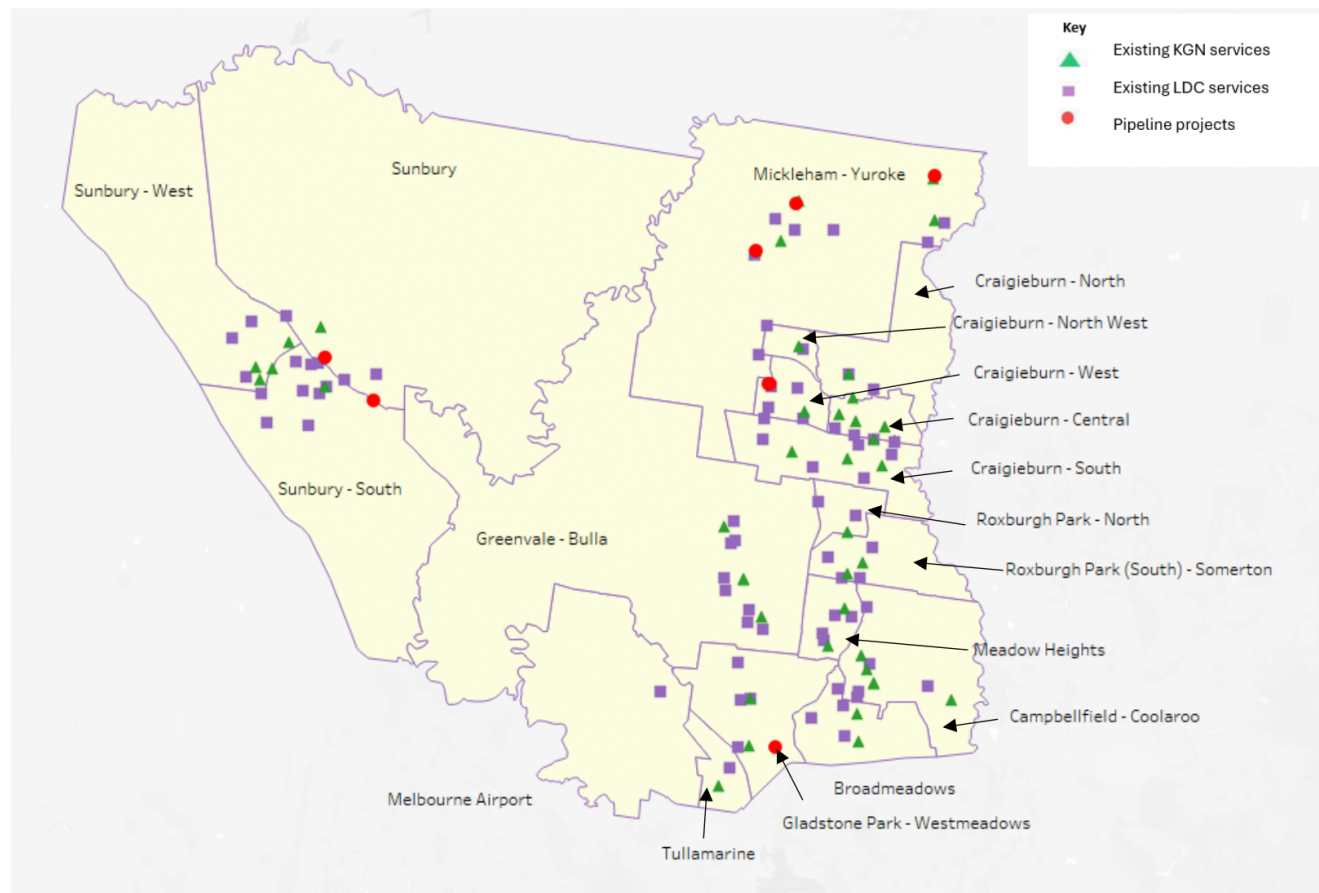 Key
Existing KGN services
Existing LDC services
Pipeline projects
Sunbury
Mickleham - Yuroke
Sunbury - West
Craigieburn - North
Craigieburn - North West
Craigieburn - West
Craigieburn - Central
Craigieburn - South
Sunbury - South
Roxburgh Park - North
Greenvale - Bulla
Roxburgh Park (South) - Somerton
Meadow Heights
Campbellfield - Coolaroo
Melbourne Airport
Broadmeadows
Gladstone Park - Westmeadows
Tullamarine